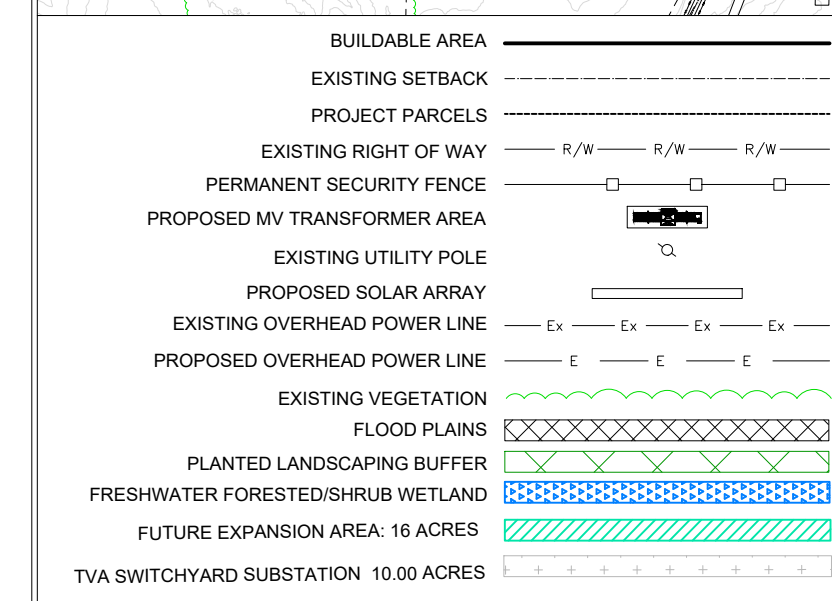 BUILDABLE AREA
EXISTING SETBACK
PROJECT PARCELS
EXISTING RIGHT OF WAY R/W R/W R/W
PERMANENT SECURITY FENCE
PROPOSED MV TRANSFORMER AREA
EXISTING UTILITY POLE
PROPOSED SOLAR ARRAY
EXISTING OVERHEAD POWER LINE Ex Ex Ex Ex
PROPOSED OVERHEAD POWER LINE E E E
EXISTING VEGETATION
FLOOD PLAINS
PLANTED LANDSCAPING BUFFER
FRESHWATER FORESTED/SHRUB WETLAND
FUTURE EXPANSION AREA: 16 ACRES
TVA SWITCHYARD SUBSTATION 10.00 ACRES